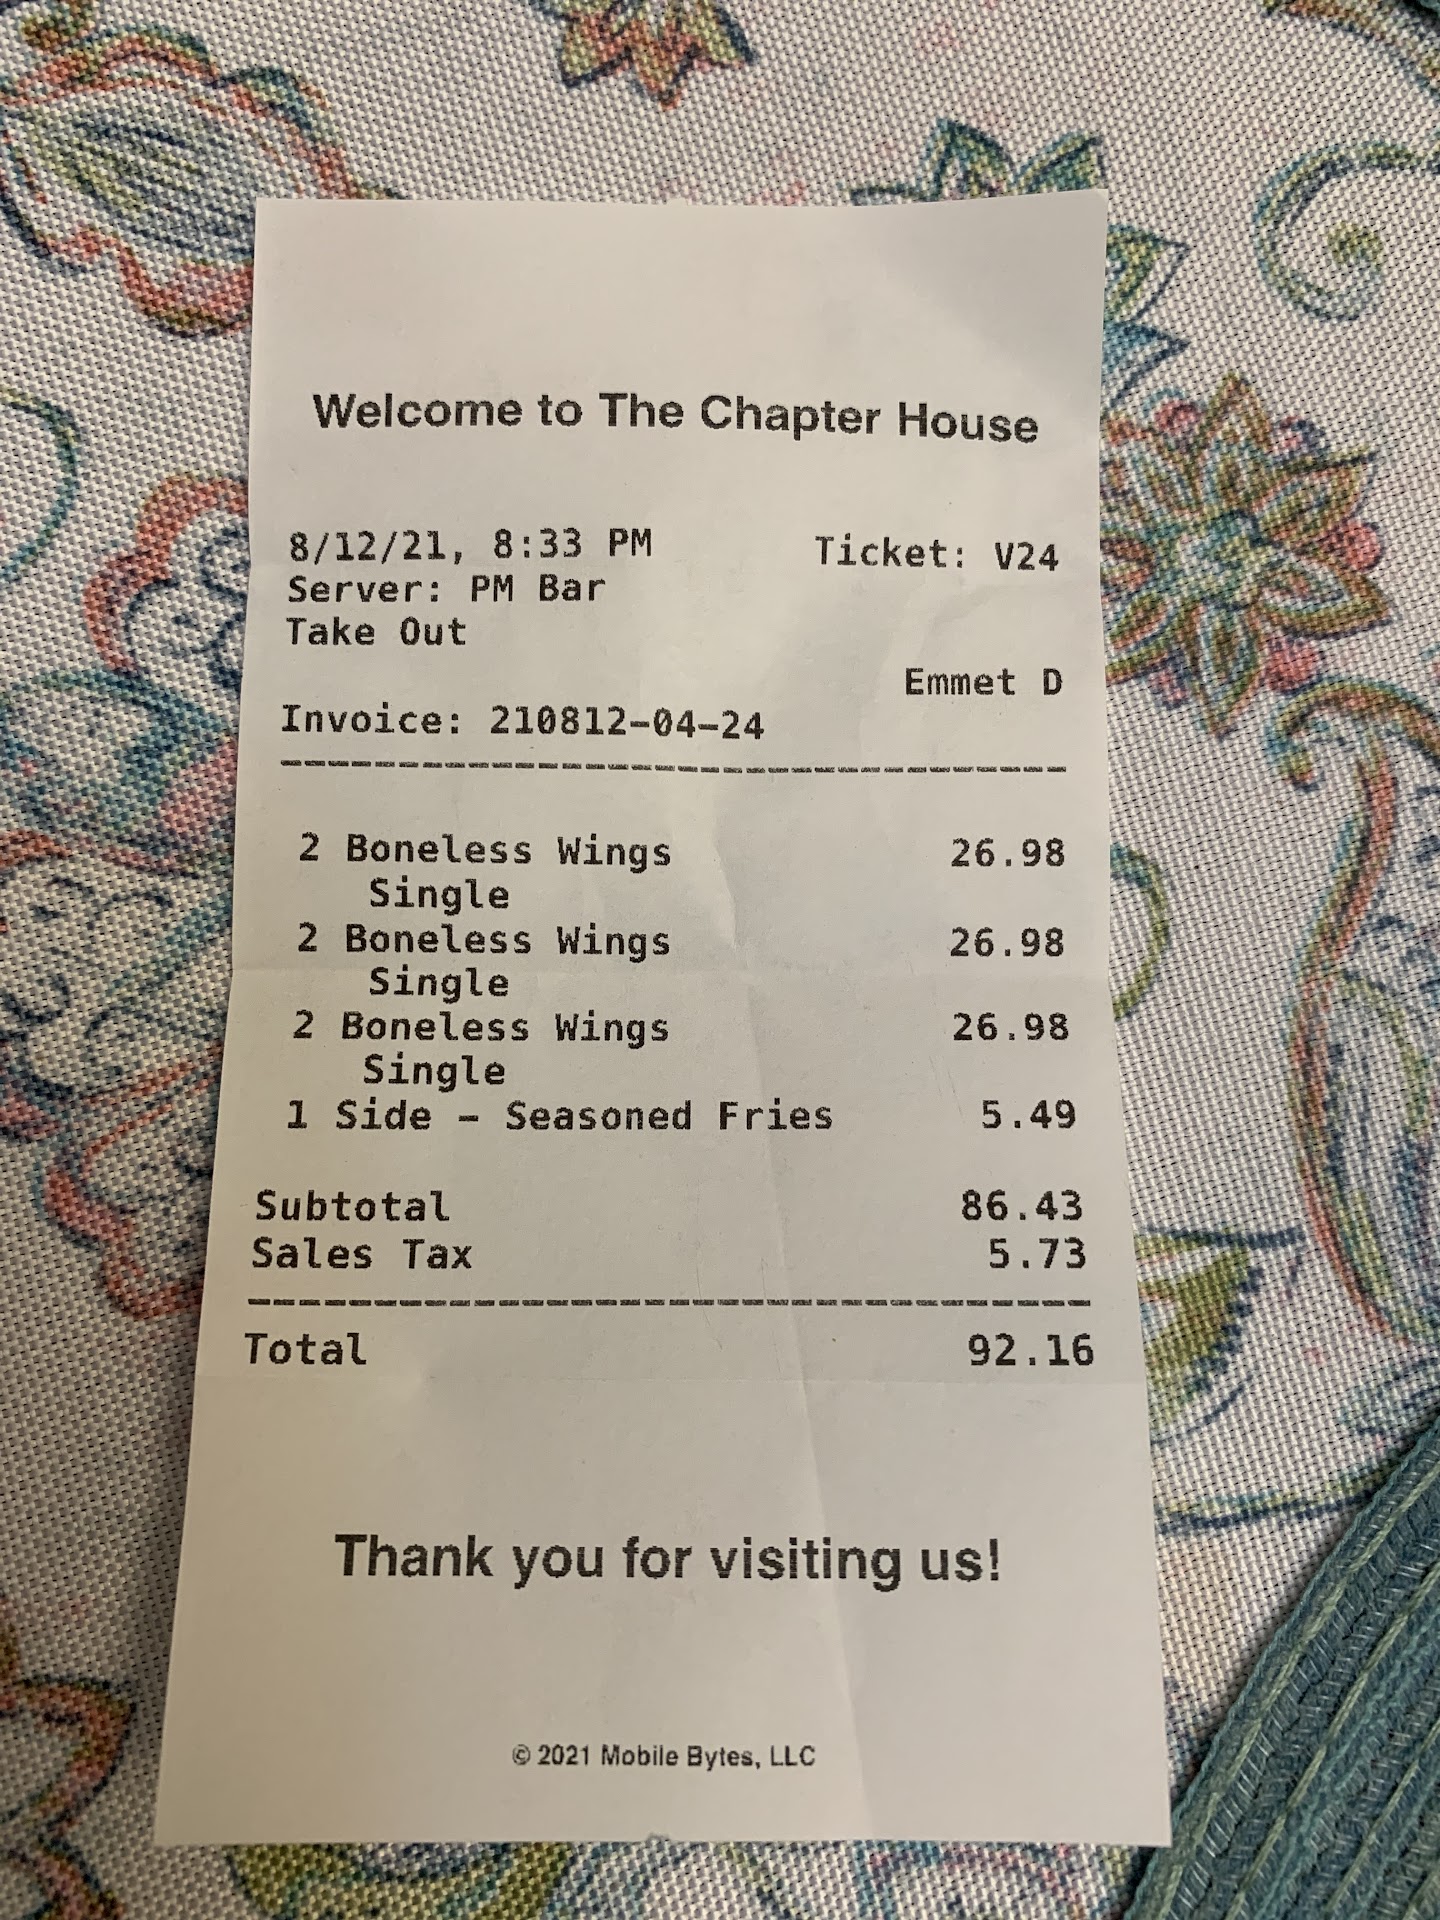 Welcome to The Chapter House
8/12/21, 8:33 PM Ticket: V24
Server: PM Bar
Take Out
Emmet D
Invoice: 210812-04-24
2 Boneless Wings 26.98
Single
2 Boneless Wings 26.98
Single
2 Boneless Wings 26.98
Single
1 Side - Seasoned Fries 5.49
Subtotal 86.43
Sales Tax 5.73
Total 92.16
Thank you for visiting us!
© 2021 Mobile Bytes, LLC